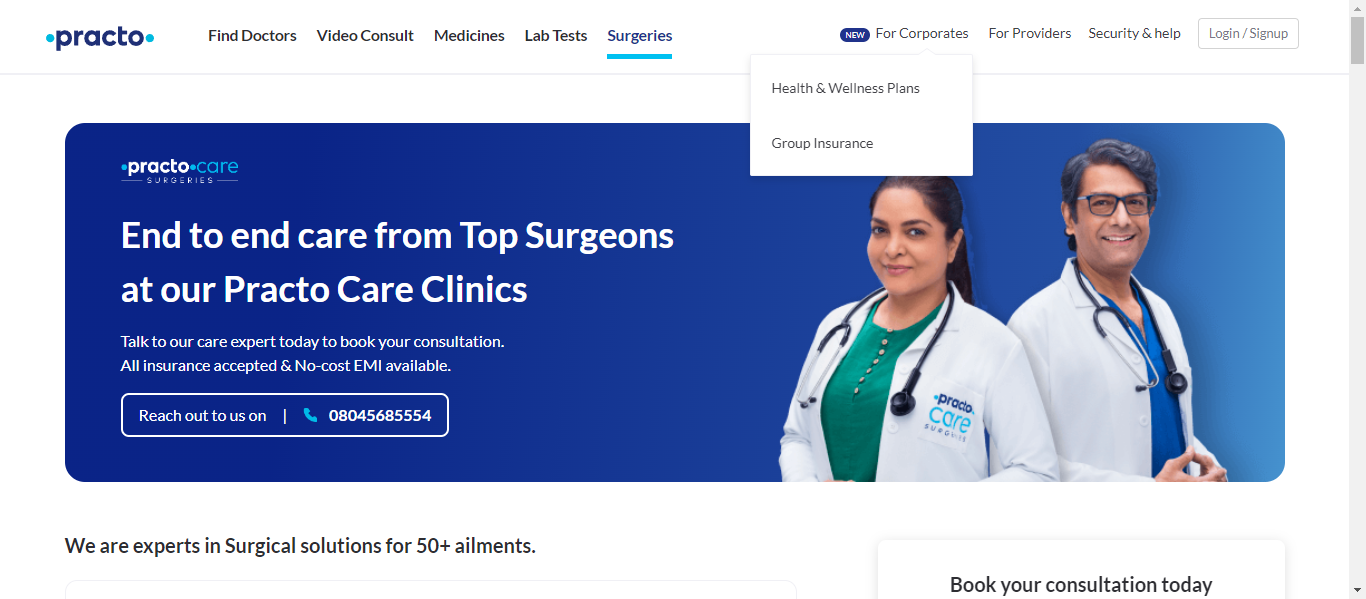 practo
Find Doctors Video Consult Medicines Lab Tests Surgeries
NEW For Corporates For Providers Security & help Login / Signup
Health & Wellness Plans
Group Insurance
practo care
SURGERIES
End to end care from Top Surgeons
at our Practo Care Clinics
Talk to our care expert today to book your consultation.
All insurance accepted & No-cost EMI available.
Reach out to us on | 08045685554
practo
care
SURGERIES
We are experts in Surgical solutions for 50+ ailments.
Book your consultation today